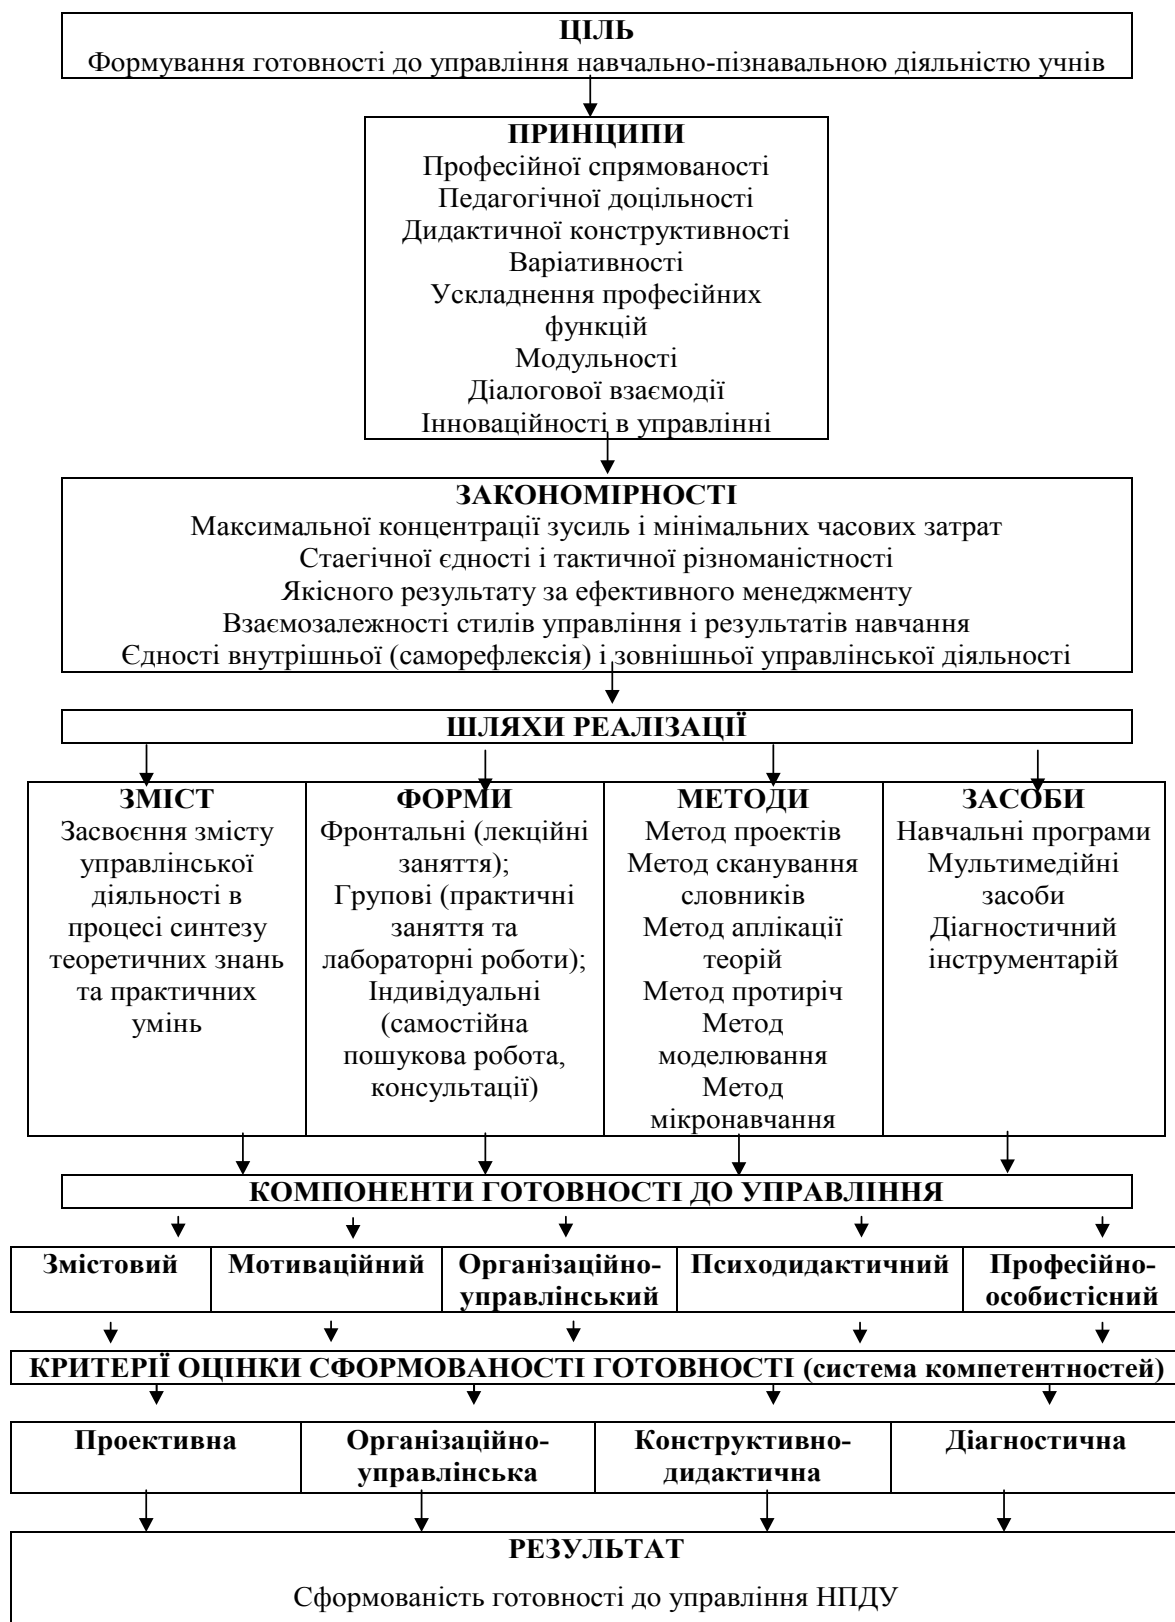 ЦІЛЬ
Формування готовності до управління навчально-пізнавальною діяльністю учнів
ПРИНЦИПИ
Професійної спрямованості
Педагогічної доцільності
Дидактичної конструктивності
Варіативності
Ускладнення професійних
функцій
Модульності
Діалогової взаємодії
Інноваційності в управлінні
ЗАКОНОМІРНОСТІ
Максимальної концентрації зусиль і мінімальних часових затрат
Стаегічної єдності і тактичної різноманістності
Якісного результату за ефективного менеджменту
Взаємозалежності стилів управління і результатів навчання
Єдності внутрішньої (саморефлексія) і зовнішньої управлінської діяльності
ШЛЯХИ РЕАЛІЗАЦІЇ
ЗМІСТ
Засвоєння змісту
управлінської
діяльності в
процесі синтезу
теоретичних знань
та практичних
умінь
ФОРМИ
Фронтальні (лекційні
заняття);
Групові (практичні
заняття та
лабораторні роботи);
Індивідуальні
(самостійна
пошукова робота,
консультації)
МЕТОДИ
Метод проектів
Метод сканування
словників
Метод аплікації
теорій
Метод протиріч
Метод
моделювання
Метод
мікронавчання
ЗАСОБИ
Навчальні програми
Мультимедійні
засоби
Діагностичний
інструментарій
КОМПОНЕНТИ ГОТОВНОСТІ ДО УПРАВЛІННЯ
Змістовий
Мотиваційний
Організаційно-
управлінський
Психодидактичний
Професійно-
особистісний
КРИТЕРІЇ ОЦІНКИ СФОРМОВАНОСТІ ГОТОВНОСТІ (система компетентностей)
Проективна
Організаційно-
управлінська
Конструктивно-
дидактична
Діагностична
РЕЗУЛЬТАТ
Сформованість готовності до управління НПДУ